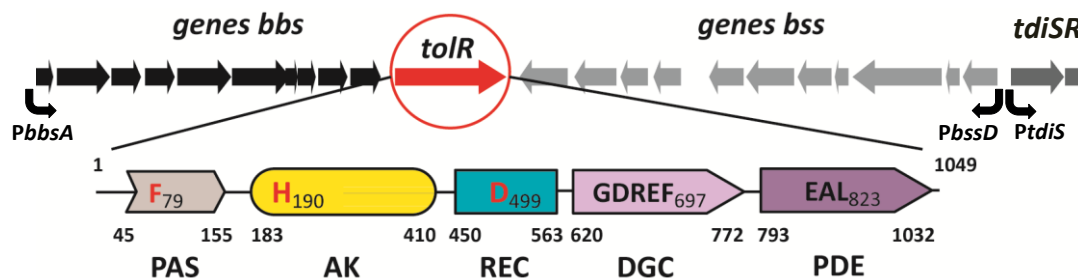 genes bbs
tolR
genes bss
tdiSR
PbbsA
PbssD
PtdiS
1
1049
F79
H190
D499
GDREF697
EAL823
45 155 183 410 450 563 620 772 793 1032
PAS AK REC DGC PDE